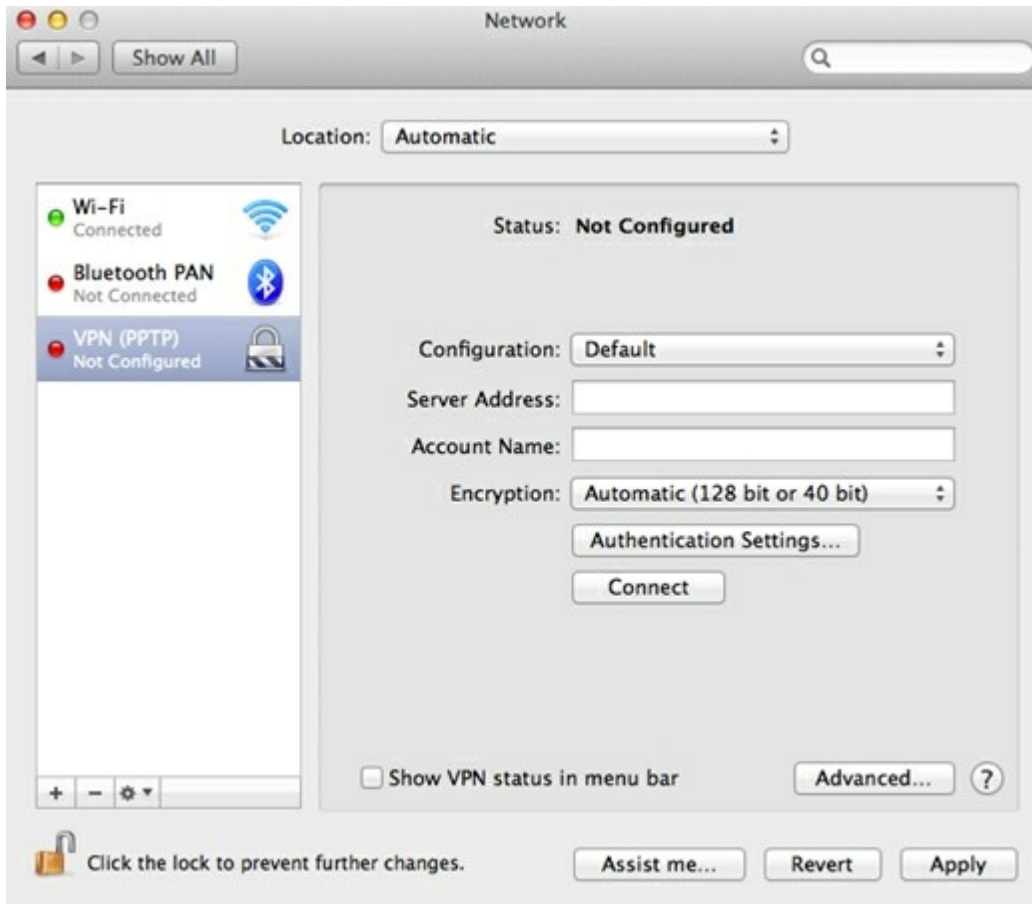 Network
Show All
Location: Automatic
Wi-Fi
Connected
Bluetooth PAN
Not Connected
VPN (PPTP)
Not Configured
Status: Not Configured
Configuration: Default
Server Address:
Account Name:
Encryption: Automatic (128 bit or 40 bit)
Authentication Settings...
Connect
Show VPN status in menu bar
Advanced... ?
+ −
Click the lock to prevent further changes.
Assist me... Revert Apply